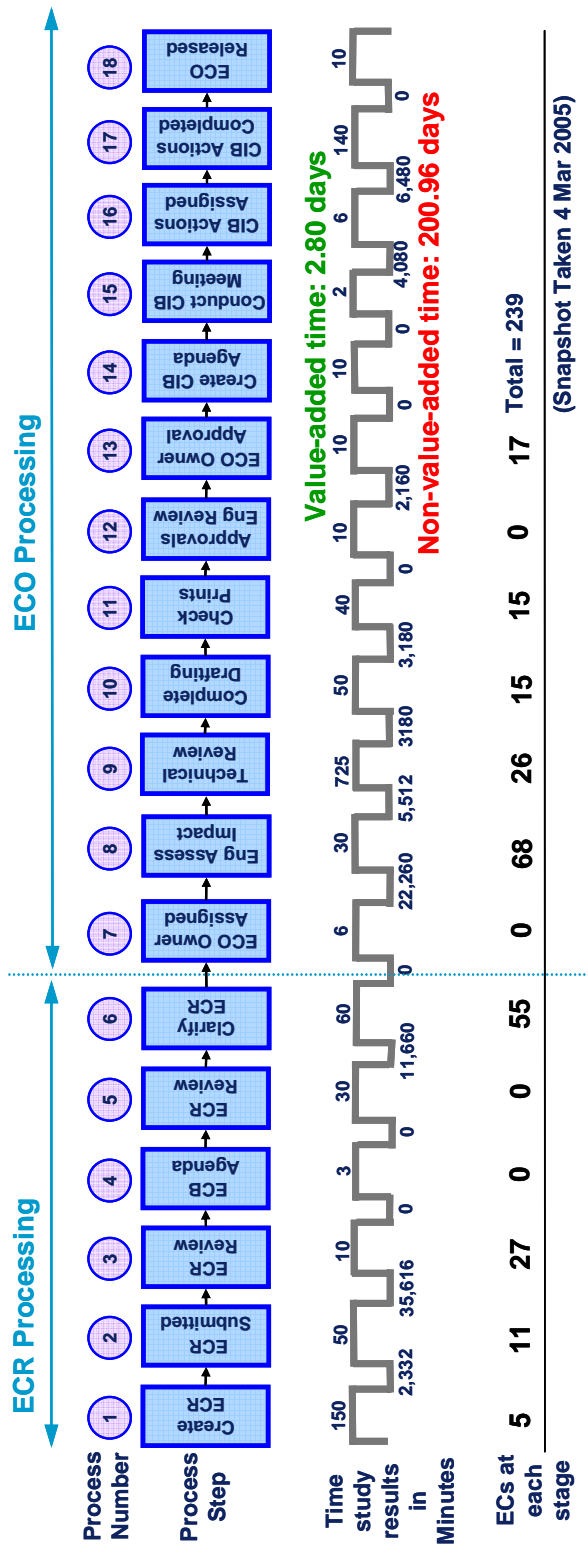 ECR Processing
ECO Processing
Process
Number
1
2
3
4
5
6
7
8
9
10
11
12
13
14
15
16
17
18
Process
Step
Create
ECR
ECR
Submitted
ECR
Review
ECB
Agenda
ECR
Review
Clarify
ECR
ECO Owner
Assigned
Eng Assess
Impact
Technical
Review
Complete
Drafting
Check
Prints
Approvals
Eng Review
ECO Owner
Approval
Create CIB
Agenda
Conduct CIB
Meeting
CIB Actions
Assigned
CIB Actions
Completed
ECO
Released
Value-added time: 2.80 days
Time
study
results
in
Minutes
150
50
10
3
30
60
6
30
725
50
40
10
10
10
2
6
140
10
2,332
35,616
0
0
11,660
0
22,260
5,512
3180
3,180
0
2,160
0
0
4,080
6,480
0
Non-value-added time: 200.96 days
ECs at
each
stage
5
11
27
0
0
55
0
68
26
15
15
0
17
Total = 239
(Snapshot Taken 4 Mar 2005)